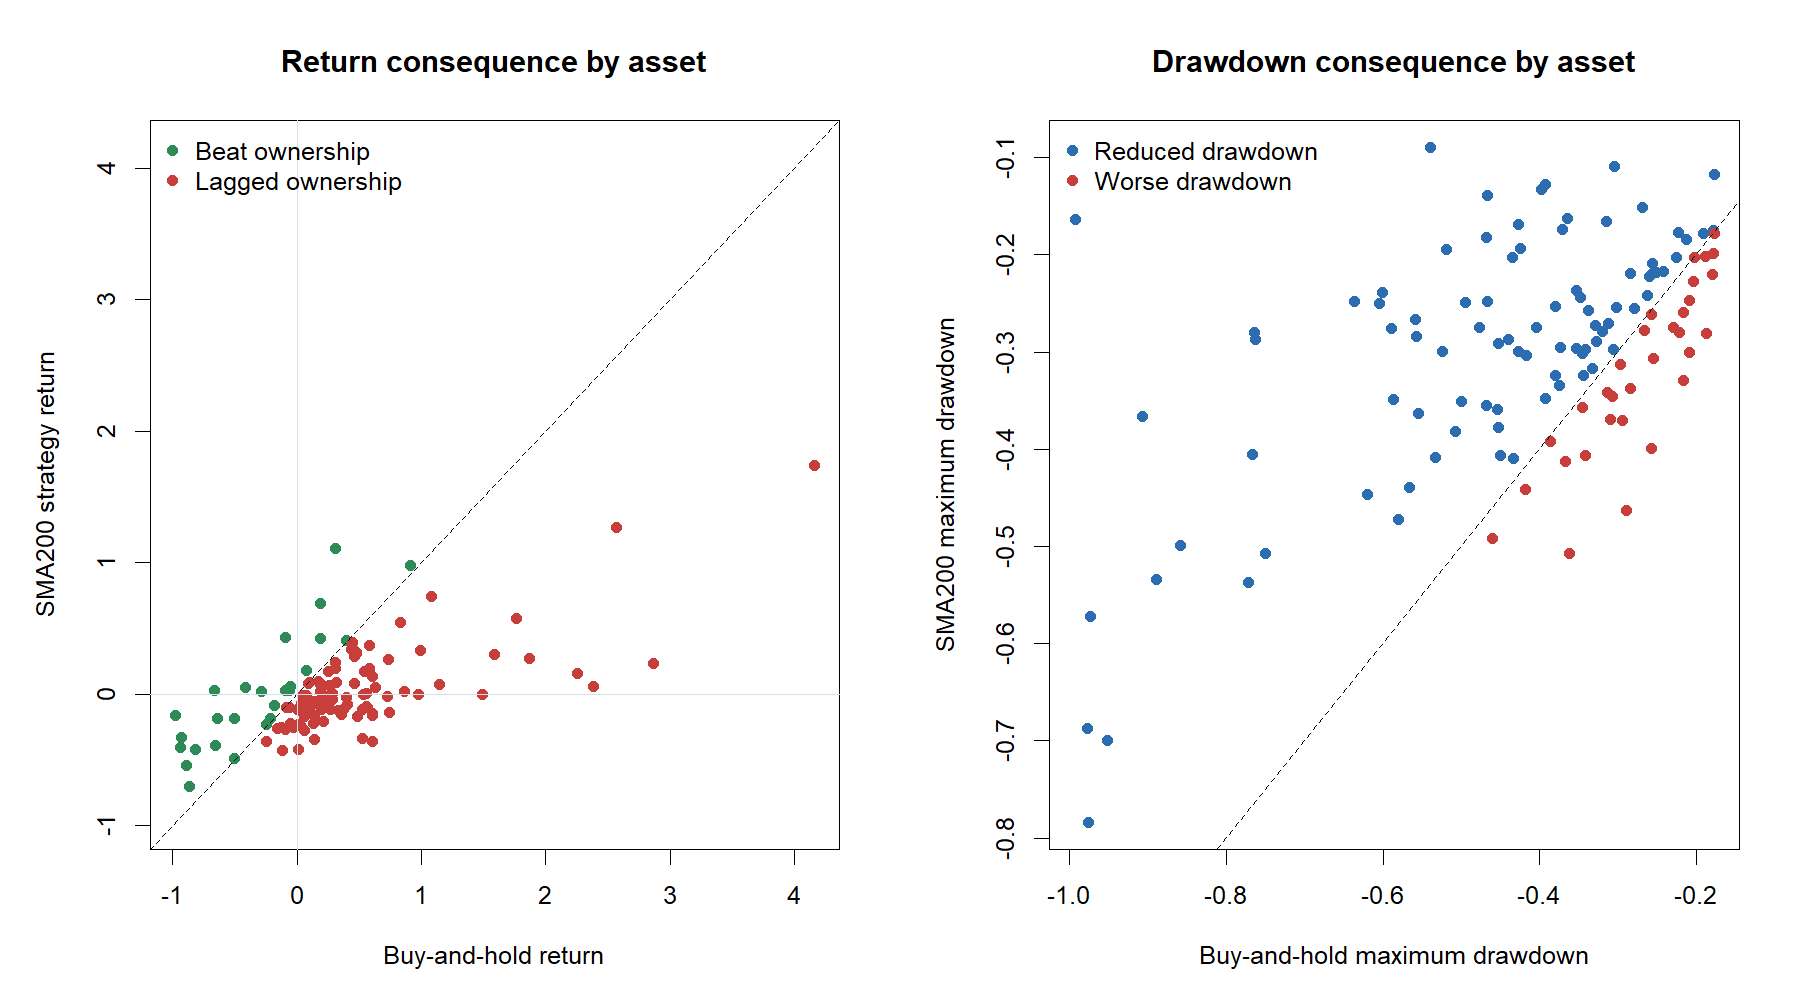 Return consequence by asset
Beat ownership
Lagged ownership
4
3
2
1
0
-1
SMA200 strategy return
-1 0 1 2 3 4
Buy-and-hold return
Drawdown consequence by asset
Reduced drawdown
Worse drawdown
-0.1
-0.2
-0.3
-0.4
-0.5
-0.6
-0.7
-0.8
SMA200 maximum drawdown
-1.0 -0.8 -0.6 -0.4 -0.2
Buy-and-hold maximum drawdown